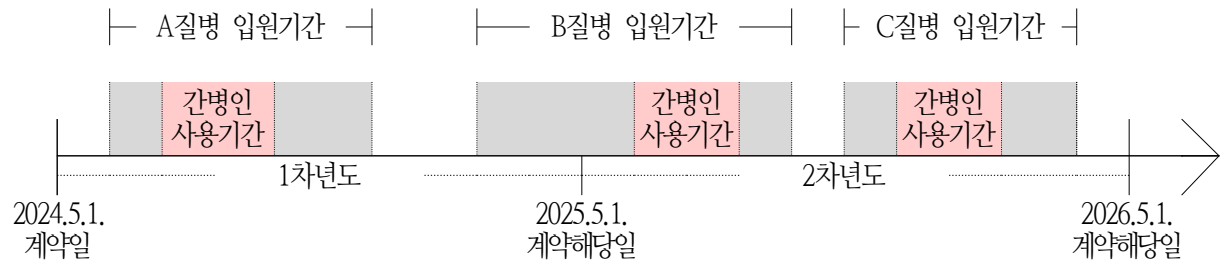 A질병 입원기간
B질병 입원기간
C질병 입원기간
간병인
사용기간
간병인
사용기간
간병인
사용기간
1차년도
2차년도
2024.5.1.
계약일
2025.5.1.
계약해당일
2026.5.1.
계약해당일